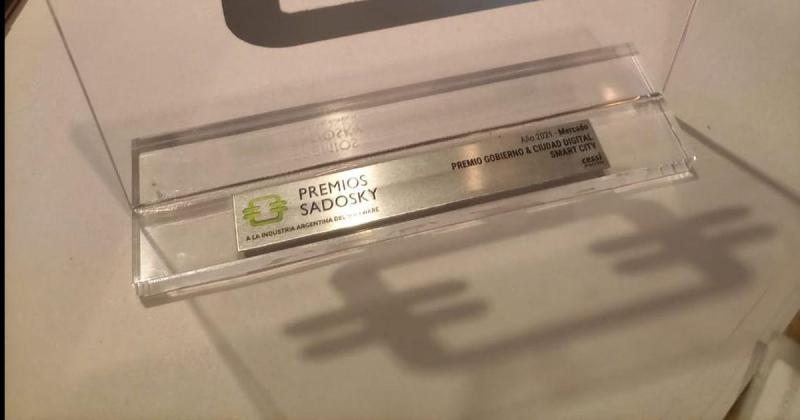 PREMIOS
SADOSKY
A LA INDUSTRIA ARGENTINA DEL SOFTWARE
Año 2021 - Mercado
PREMIO GOBIERNO & CIUDAD DIGITAL
SMART CITY
cessi